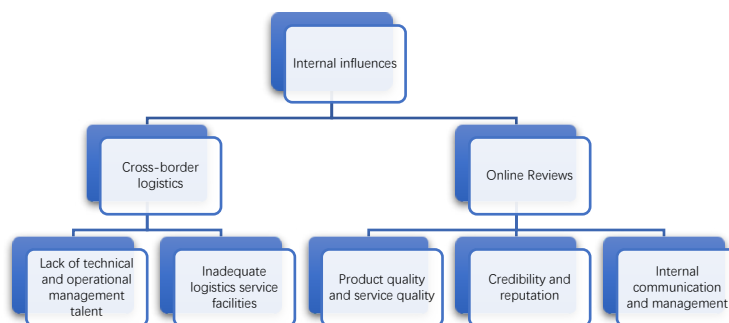 Internal influences
Cross-border
logistics
Online Reviews
Lack of technical
and operational
management
talent
Inadequate
logistics service
facilities
Product quality
and service quality
Credibility and
reputation
Internal
communication
and management